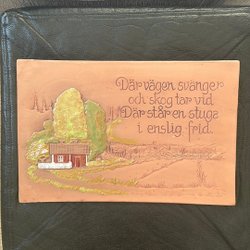 Där vägen svänger
och skog tar vid
Där står en stuga
i enslig frid.